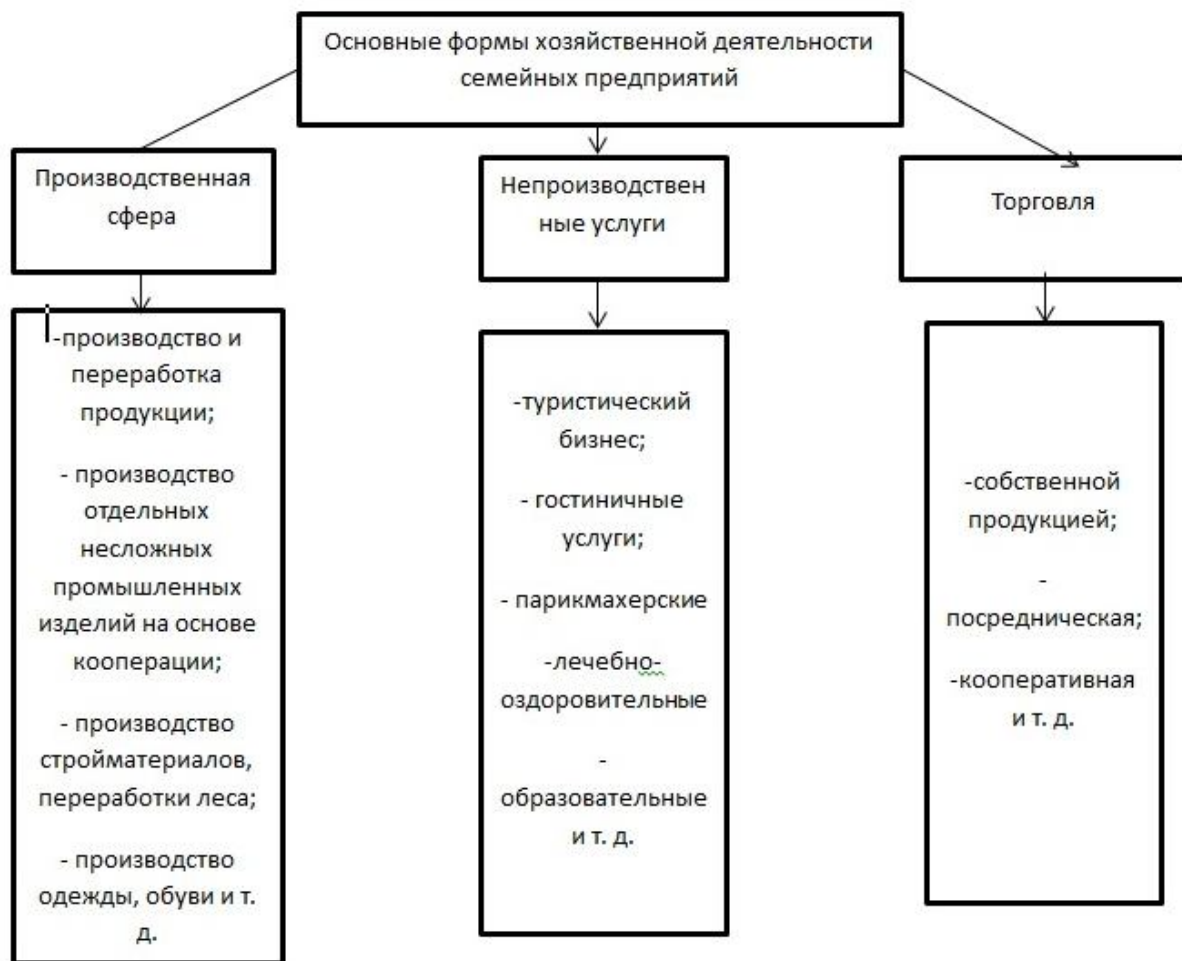 Основные формы хозяйственной деятельности
семейных предприятий
Производственная
сфера
Непроизводствен
ные услуги
Торговля
-производство и
переработка
продукции;
- производство
отдельных
несложных
промышленных
изделий на основе
кооперации;
- производство
стройматериалов,
переработки леса;
- производство
одежды, обуви и т.
д.
-туристический
бизнес;
- гостиничные
услуги;
- парикмахерские
-лечебно-
оздоровительные
-
образовательные
и т. д.
-собственной
продукцией;
-
посредническая;
-кооперативная
и т. д.